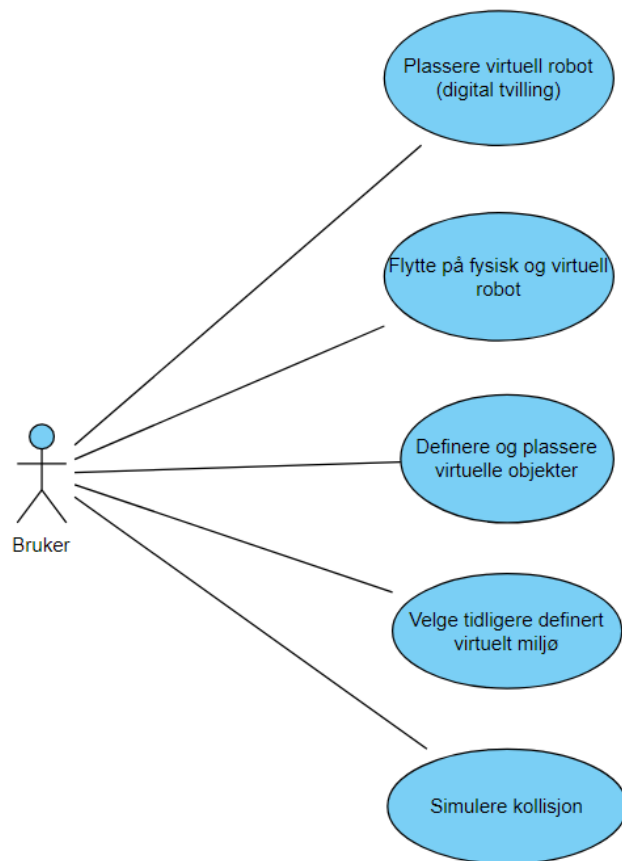 Plassere virtuell robot
(digital tvilling)
Flytte på fysisk og virtuell
robot
Definere og plassere
virtuelle objekter
Bruker
Velge tidligere definert
virtuelt miljø
Simulere kollisjon